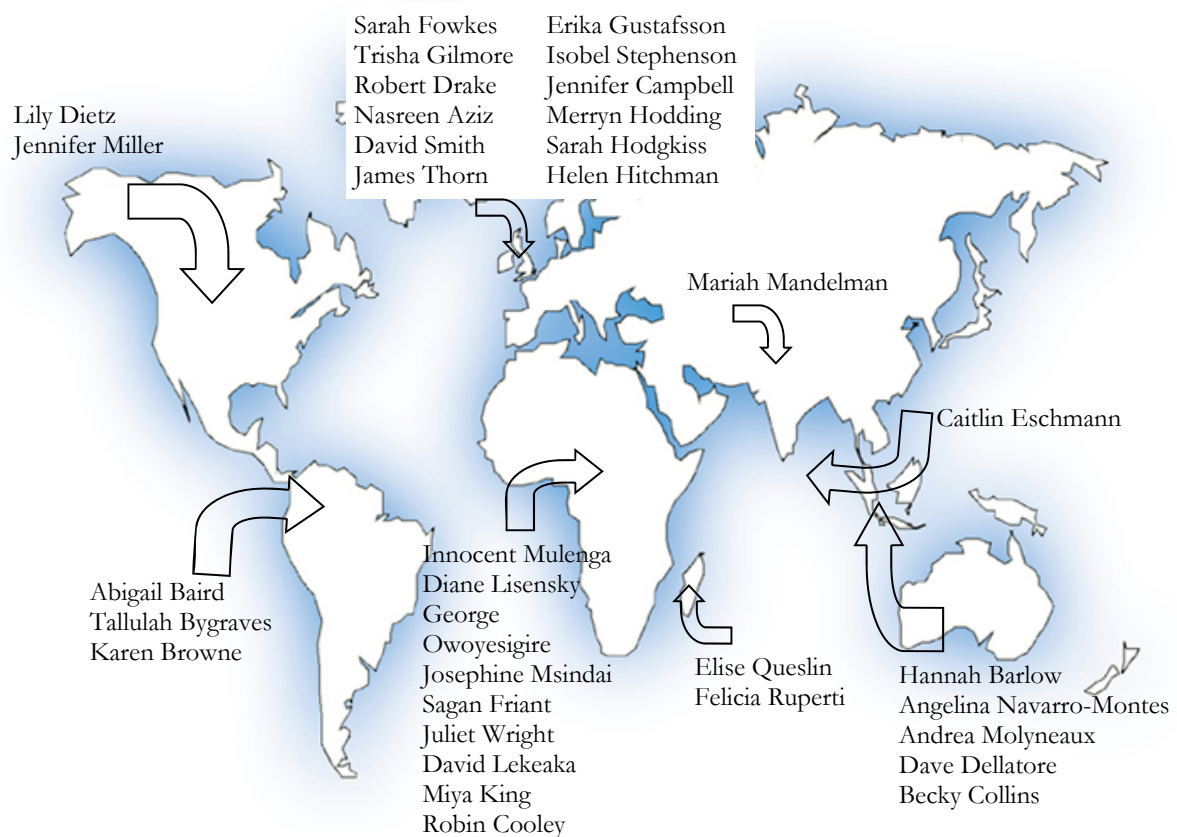 Sarah Fowkes
Trisha Gilmore
Robert Drake
Nasreen Aziz
David Smith
James Thorn
Erika Gustafsson
Isobel Stephenson
Jennifer Campbell
Merryn Hodding
Sarah Hodgkiss
Helen Hitchman
Lily Dietz
Jennifer Miller
Mariah Mandelman
Caitlin Eschmann
Abigail Baird
Tallulah Bygraves
Karen Browne
Innocent Mulenga
Diane Lisensky
George
Owoyesigire
Josephine Msindai
Sagan Friant
Juliet Wright
David Lekeaka
Miya King
Robin Cooley
Elise Queslin
Felicia Ruperti
Hannah Barlow
Angelina Navarro-Montes
Andrea Molyneaux
Dave Dellatore
Becky Collins